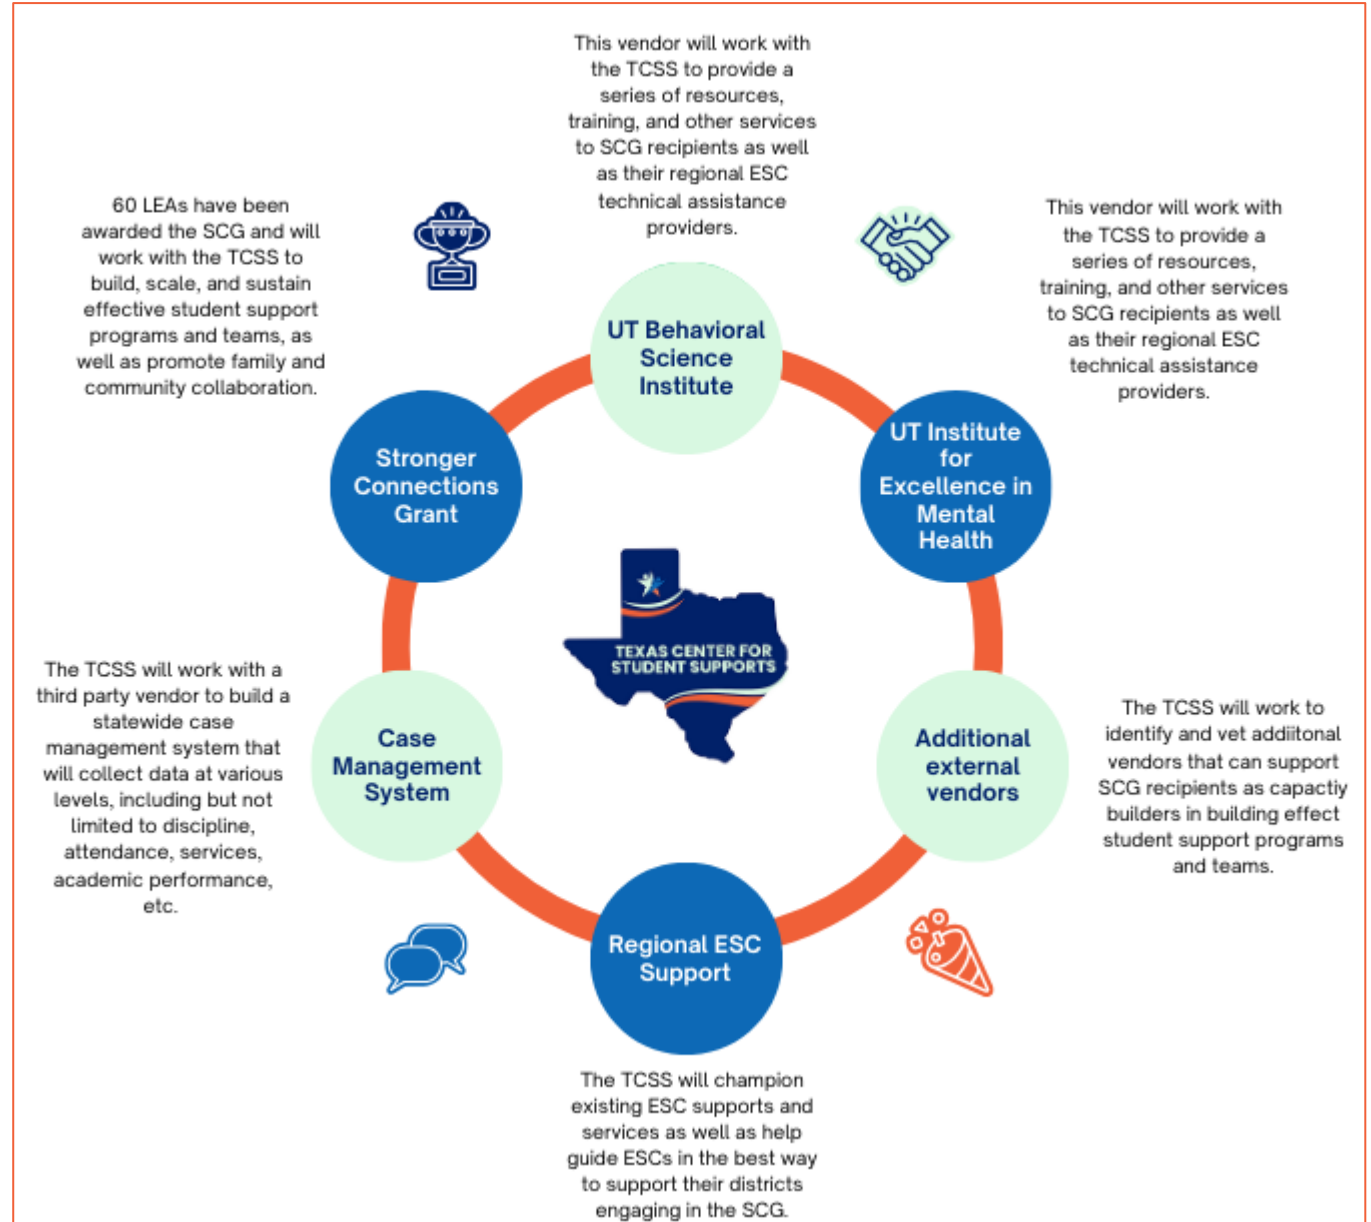 This vendor will work with
the TCSS to provide a
series of resources,
training, and other services
to SCG recipients as well
as their regional ESC
technical assistance
providers.
60 LEAs have been
awarded the SCG and will
work with the TCSS to
build, scale, and sustain
effective student support
programs and teams, as
well as promote family and
community collaboration.
This vendor will work with
the TCSS to provide a
series of resources,
training, and other services
to SCG recipients as well
as their regional ESC
technical assistance
providers.
UT Behavioral
Science
Institute
Stronger
Connections
Grant
UT Institute
for
Excellence in
Mental
Health
TEXAS CENTER FOR
STUDENT SUPPORTS
The TCSS will work with a
third party vendor to build a
statewide case
management system that
will collect data at various
levels, including but not
limited to discipline,
attendance, services,
academic performance,
etc.
Case
Management
System
Additional
external
vendors
The TCSS will work to
identify and vet addiitonal
vendors that can support
SCG recipients as capactiy
builders in building effect
student support programs
and teams.
Regional ESC
Support
The TCSS will champion
existing ESC supports and
services as well as help
guide ESCs in the best way
to support their districts
engaging in the SCG.